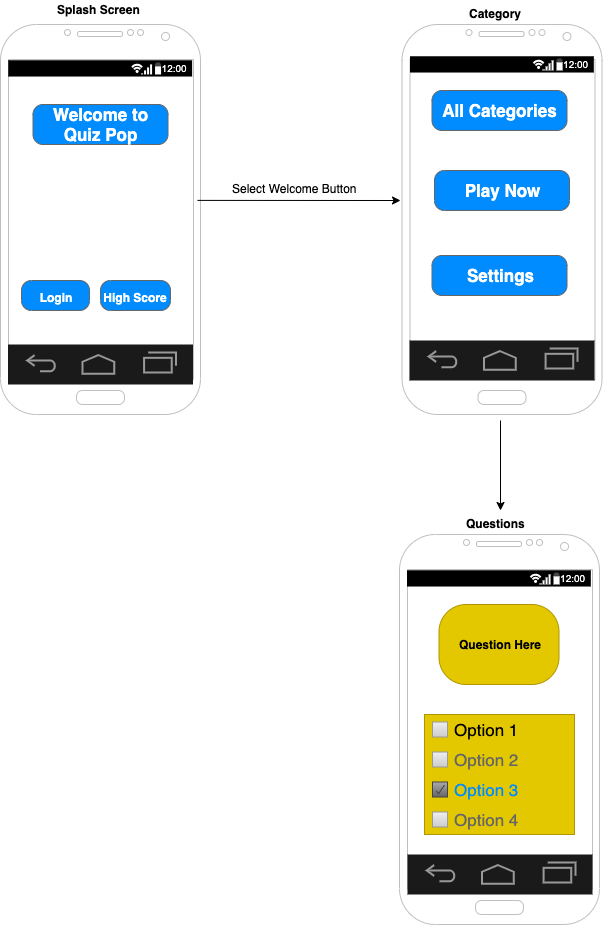 Splash Screen
12:00
Welcome to
Quiz Pop
Login
High Score
Select Welcome Button
Category
12:00
All Categories
Play Now
Settings
Questions
12:00
Question Here
Option 1
Option 2
Option 3
Option 4